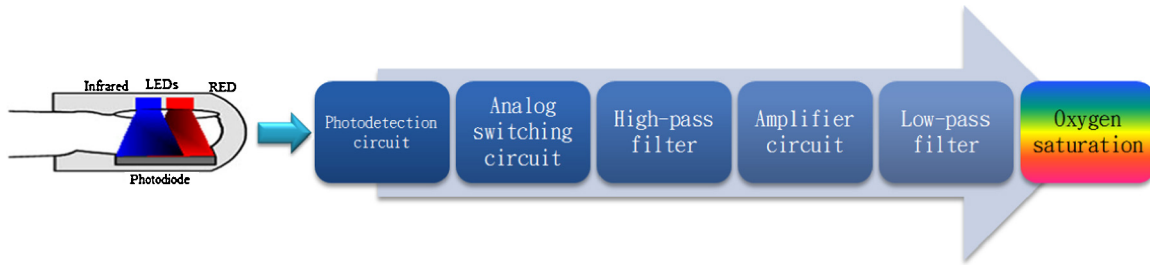 Infrared LEDs RED
Photodiode
Photodetection
circuit
Analog
switching
circuit
High-pass
filter
Amplifier
circuit
Low-pass
filter
Oxygen
saturation